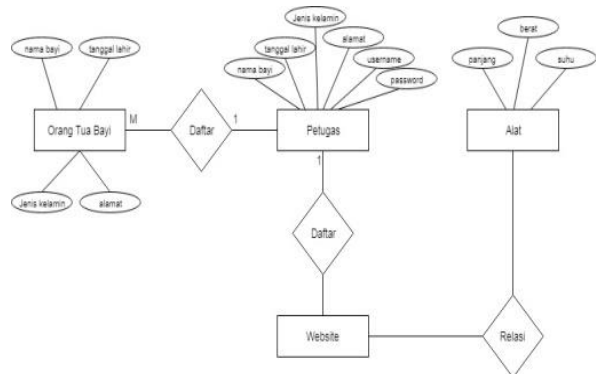 Jenis kelamin
berat
nama bayi
tanggal lahir
tanggal lahir
alamat
username
panjang
suhu
nama bayi
password
Orang Tua Bayi
M
Daftar
1
Petugas
Alat
1
Jenis kelamin
alamat
Daftar
Website
Relasi